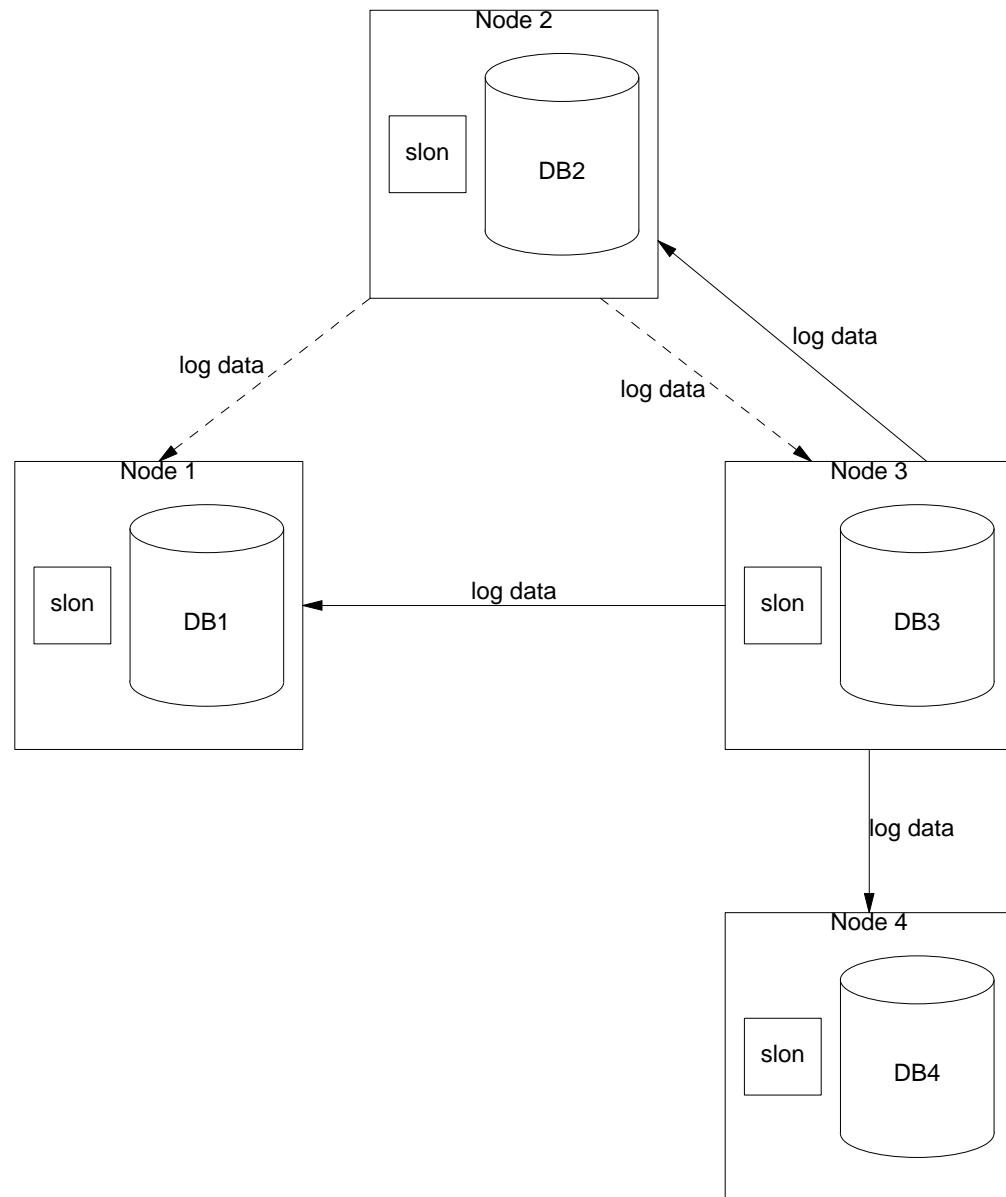 Node 2
slon
DB2
log data
log data
log data
Node 1
Node 3
slon
DB1
log data
slon
DB3
log data
Node 4
slon
DB4